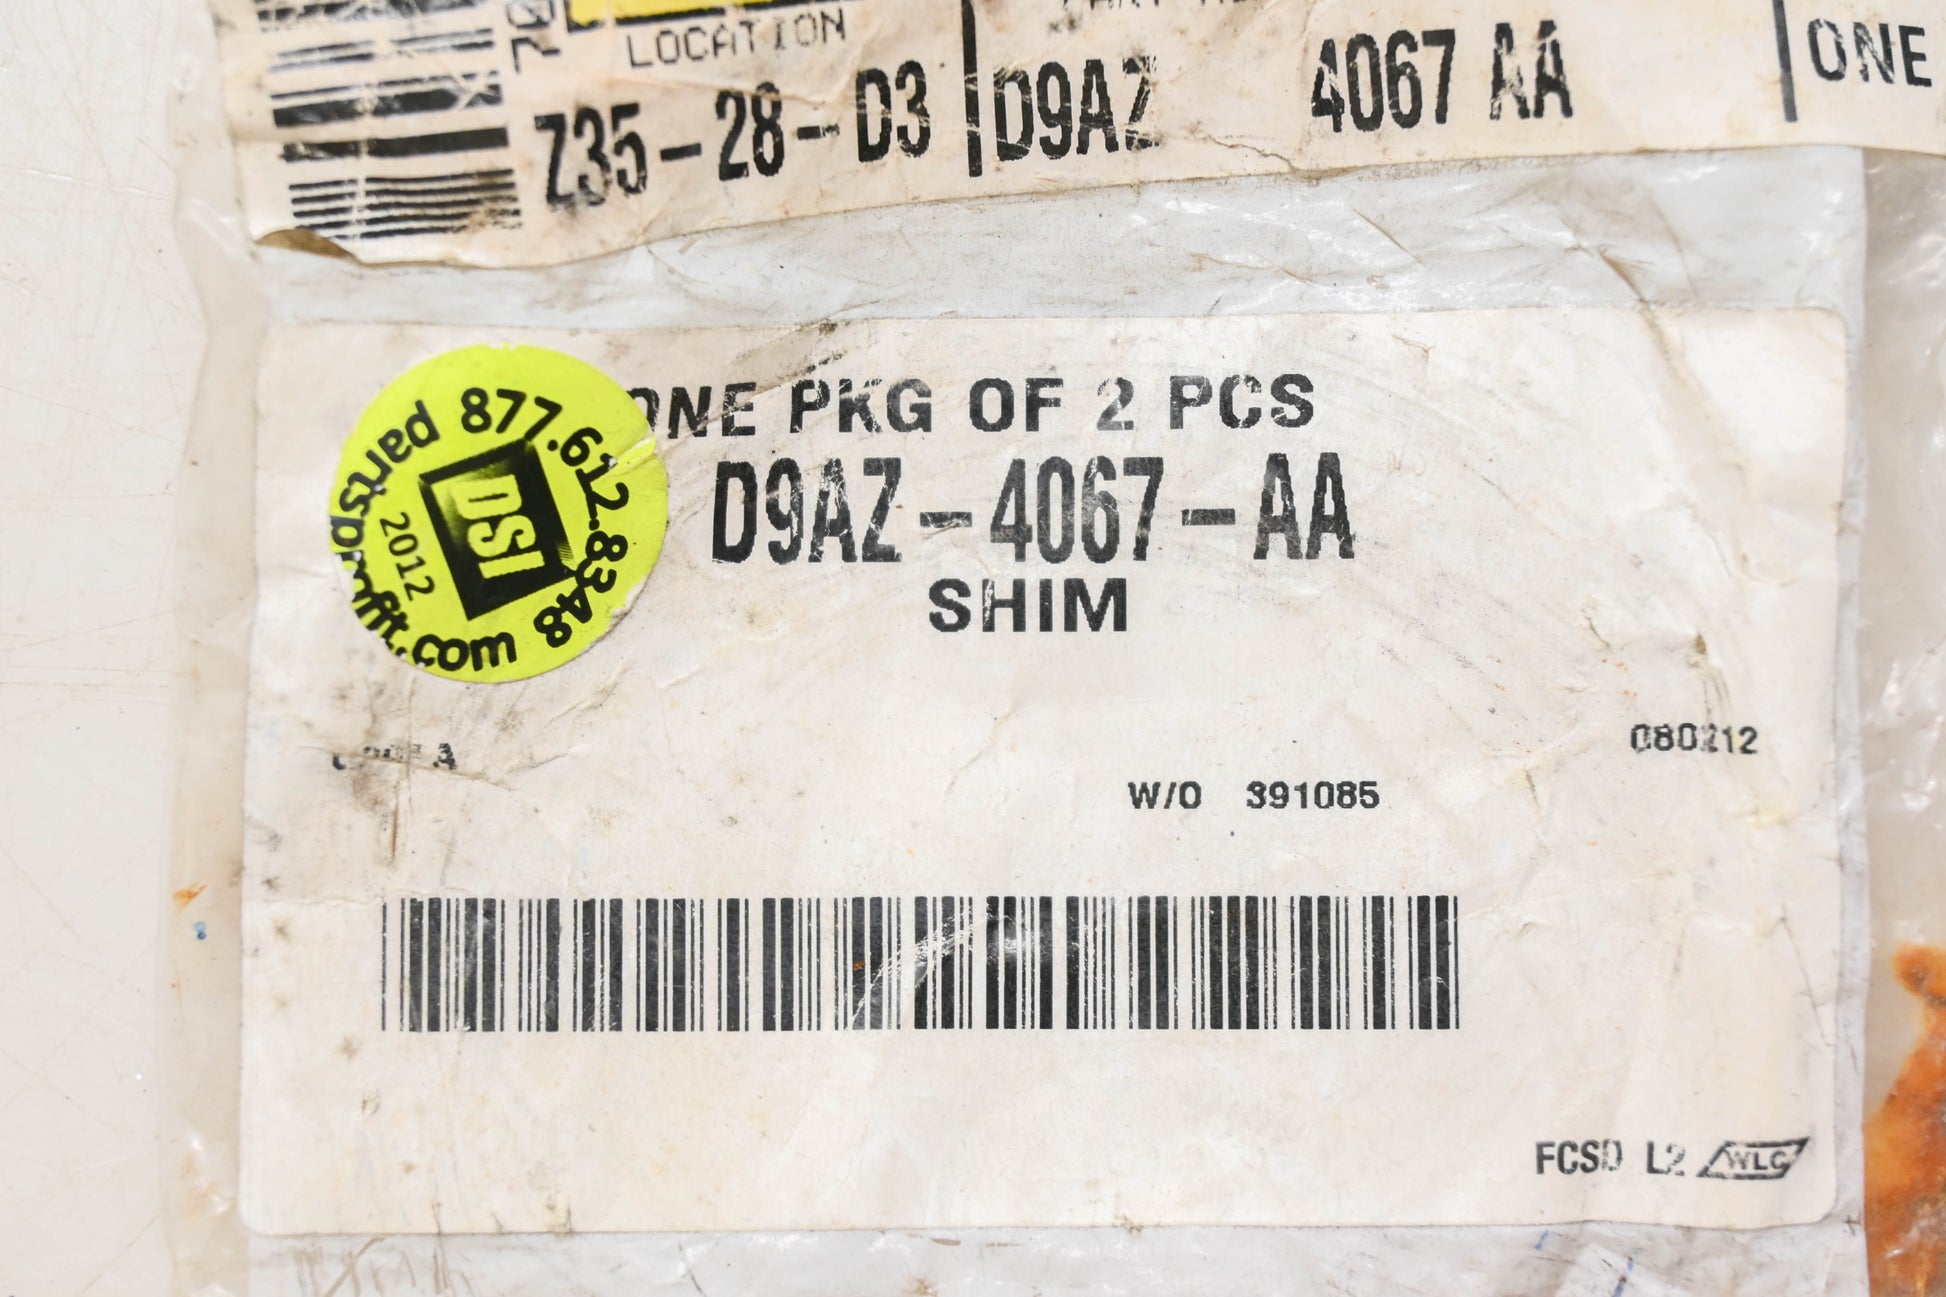 LOCATION
Z35-28-D3 D9AZ 4067 AA ONE
ONE PKG OF 2 PCS
D9AZ-4067-AA
SHIM
877.612.8348
partsprofit.com
DSI
2012
080212
W/O 391085
FCSD L2 WLC